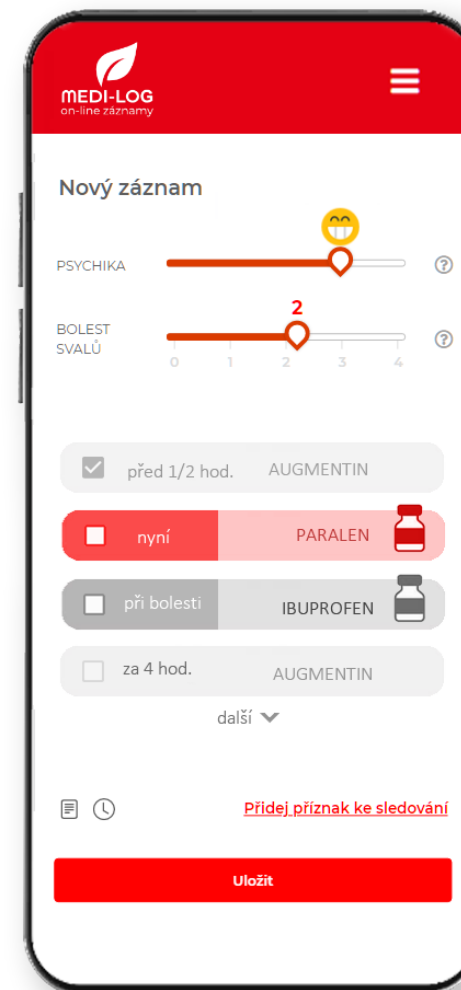 MEDI-LOG
on-line záznamy
Nový záznam
PSYCHIKA
?
2
BOLEST
SVALŮ
?
0 1 2 3 4
před 1/2 hod. AUGMENTIN
nyní PARALEN
při bolesti IBUPROFEN
za 4 hod. AUGMENTIN
další
Přidej příznak ke sledování
Uložit